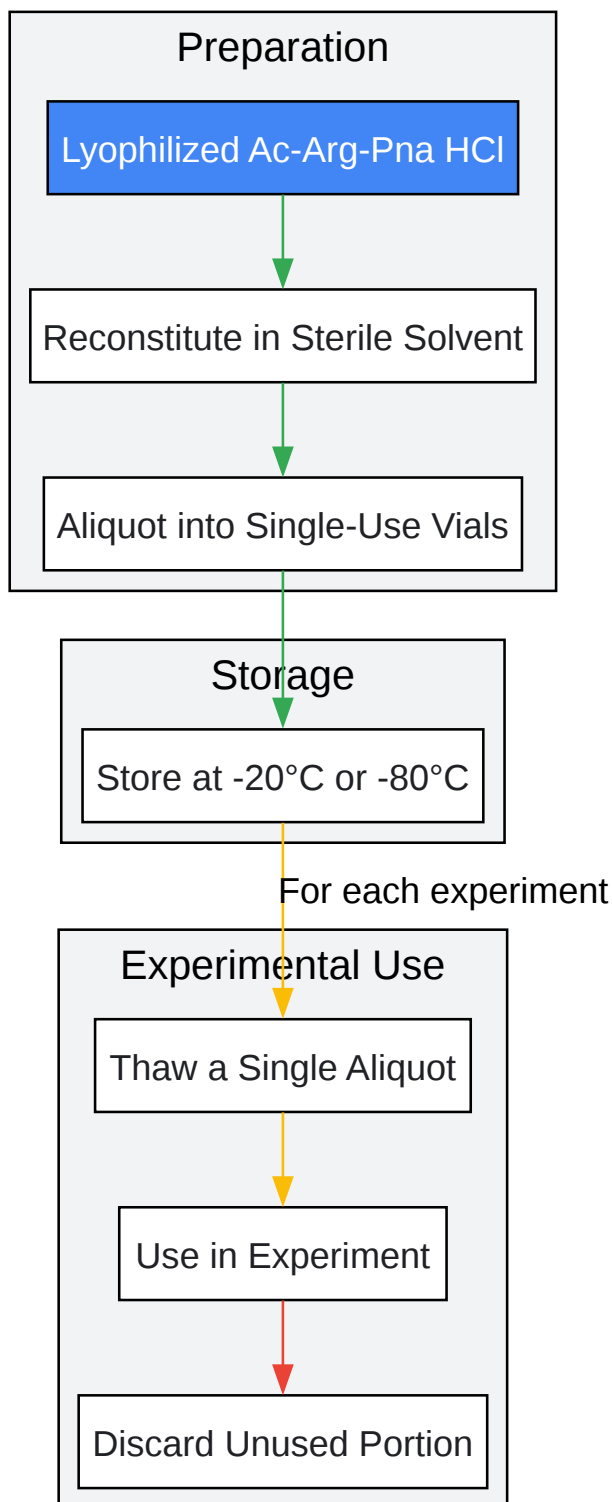 Preparation
Lyophilized Ac-Arg-Pna HCl
Reconstitute in Sterile Solvent
Aliquot into Single-Use Vials
Storage
Store at -20°C or -80°C
For each experiment
Experimental Use
Thaw a Single Aliquot
Use in Experiment
Discard Unused Portion